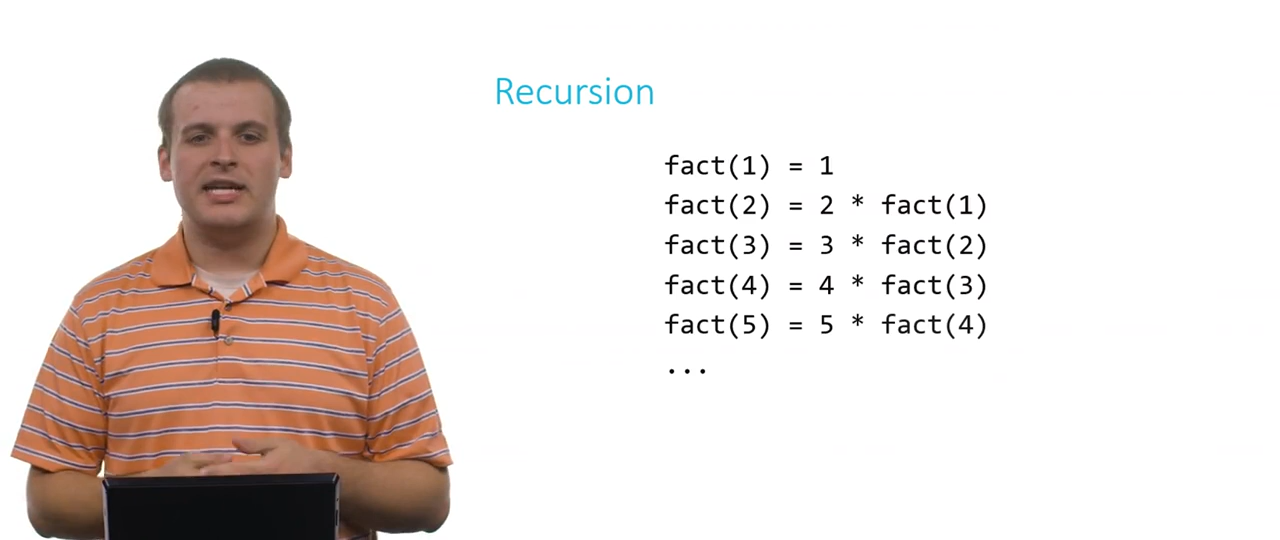 Recursion
fact(1) = 1
fact(2) = 2 * fact(1)
fact(3) = 3 * fact(2)
fact(4) = 4 * fact(3)
fact(5) = 5 * fact(4)
...